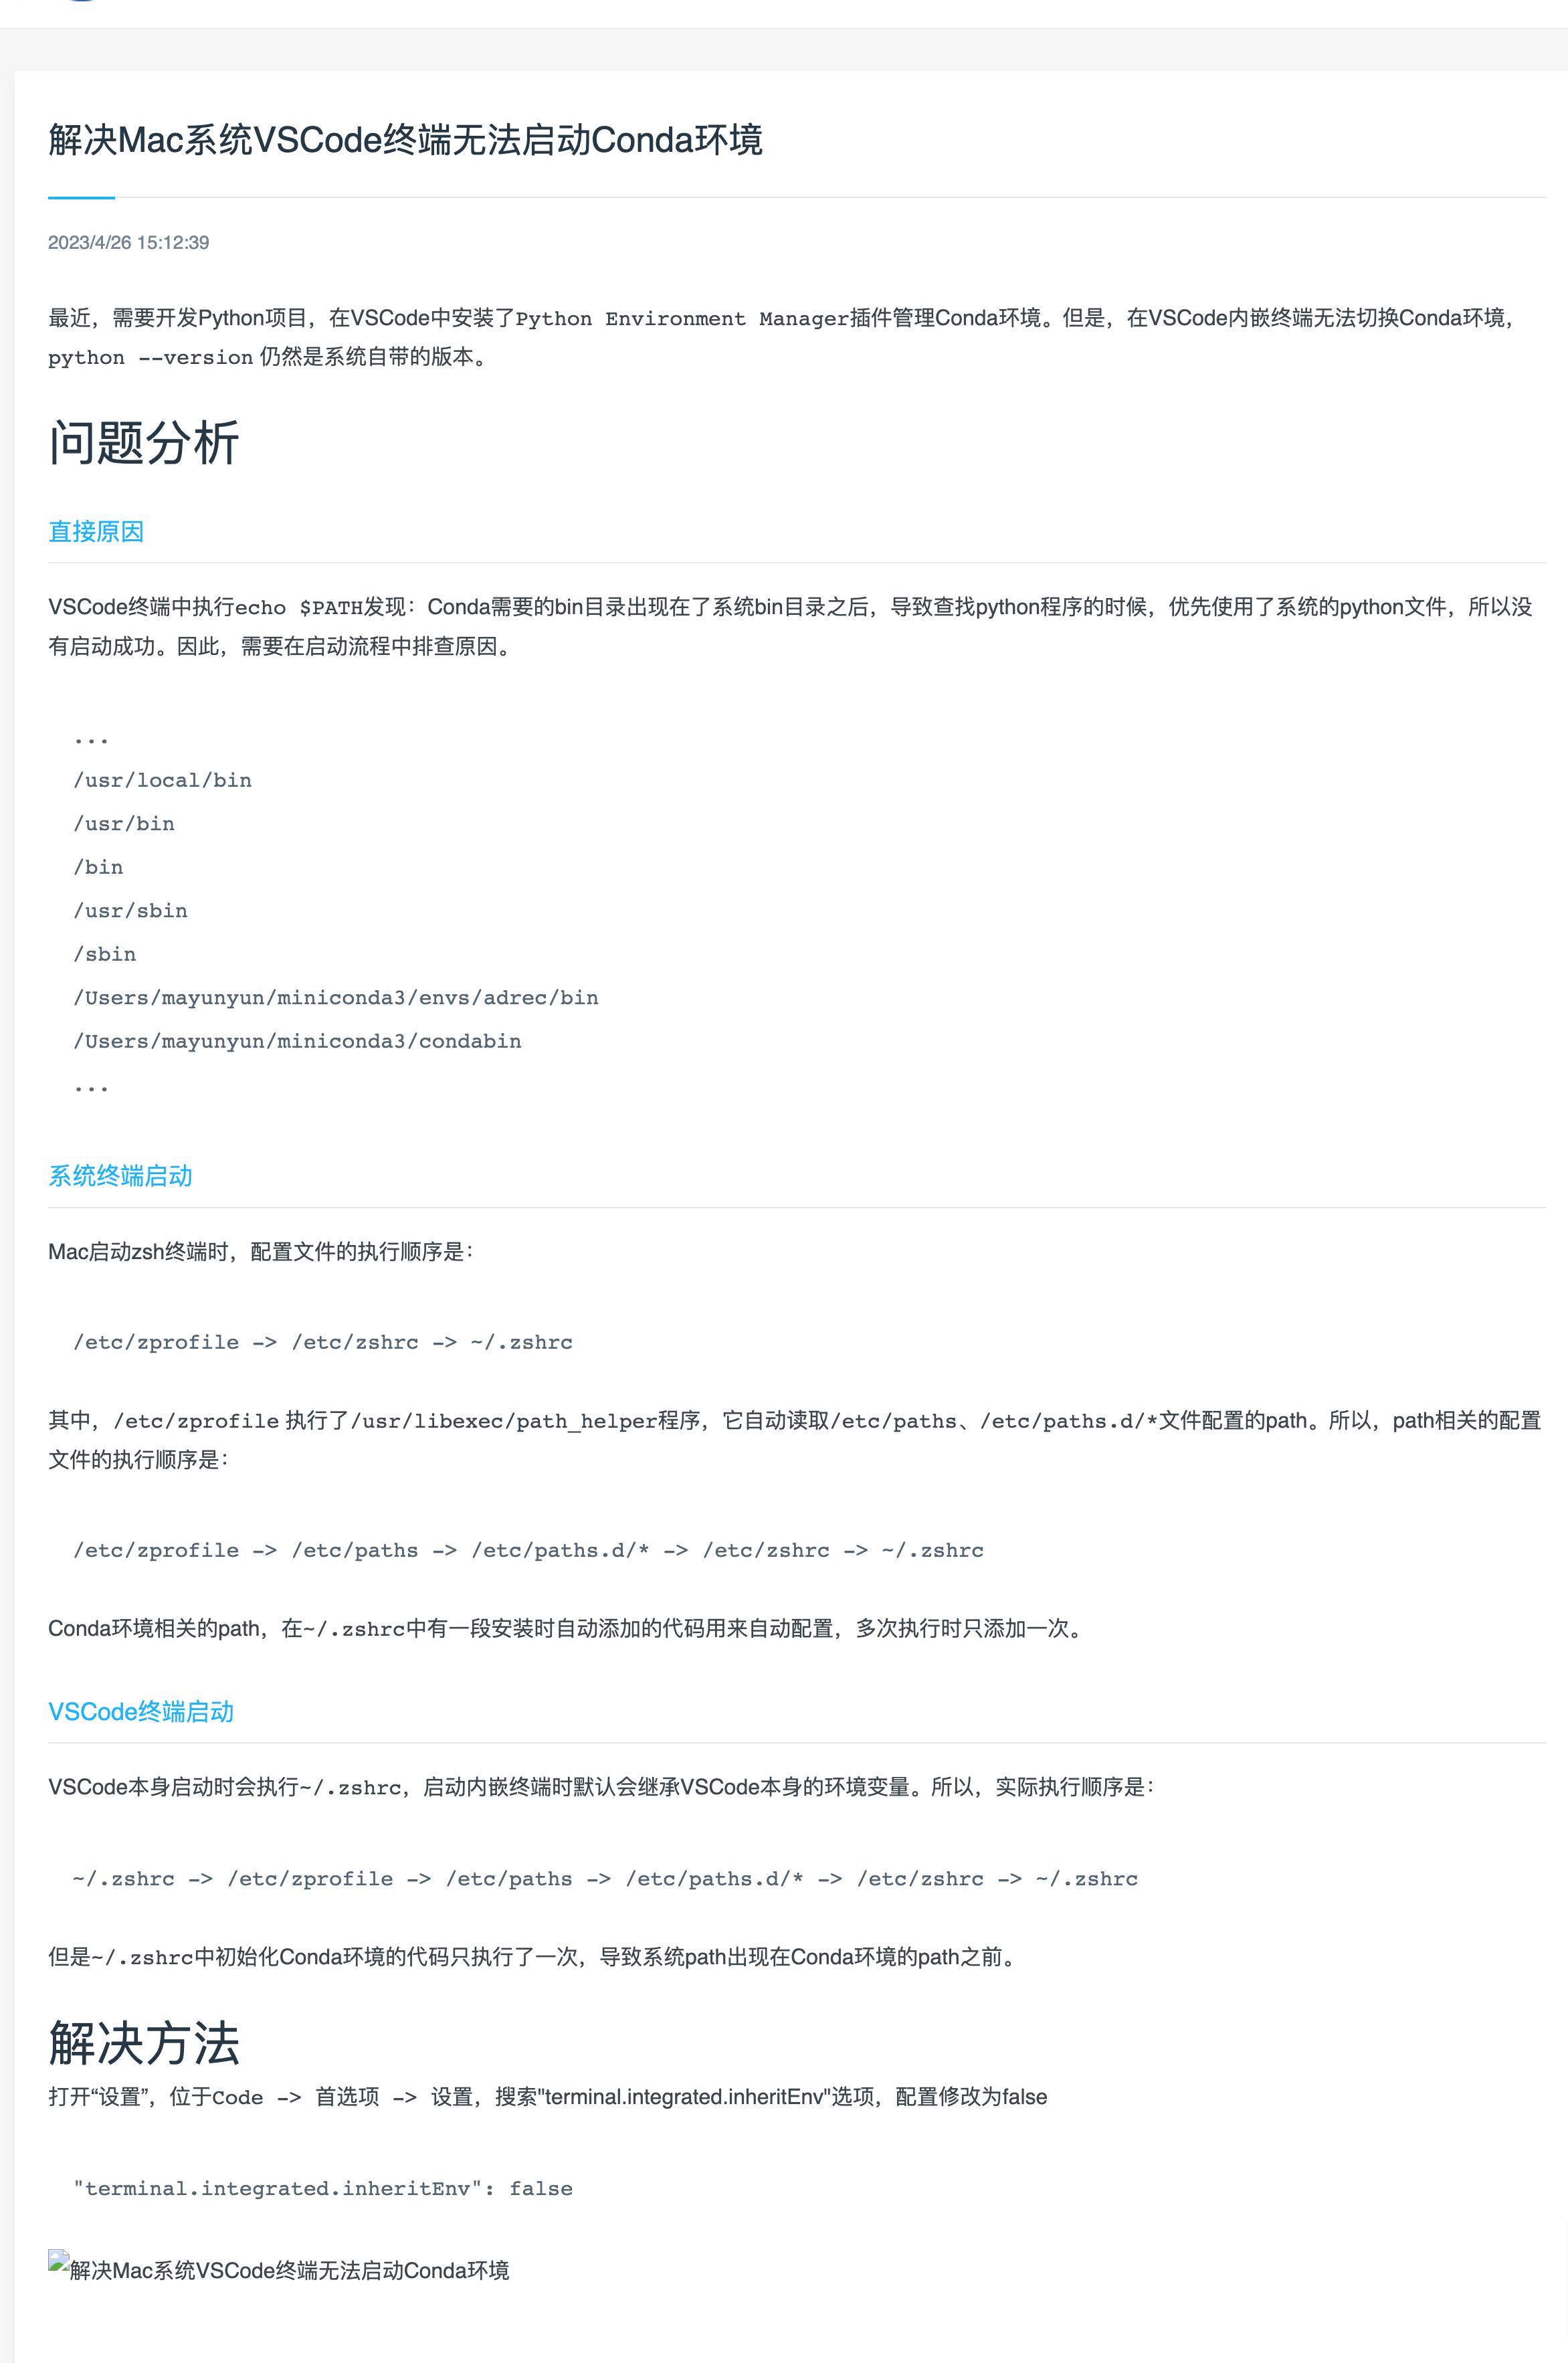 解决Mac系统VSCode终端无法启动Conda环境
2023/4/26 15:12:39
最近，需要开发Python项目，在VSCode中安装了Python Environment Manager插件管理Conda环境。但是，在VSCode内嵌终端无法切换Conda环境，
python --version 仍然是系统自带的版本。
问题分析
直接原因
VSCode终端中执行echo $PATH发现：Conda需要的bin目录出现在了系统bin目录之后，导致查找python程序的时候，优先使用了系统的python文件，所以没
有启动成功。因此，需要在启动流程中排查原因。
...
/usr/local/bin
/usr/bin
/bin
/usr/sbin
/sbin
/Users/mayunyun/miniconda3/envs/adrec/bin
/Users/mayunyun/miniconda3/condabin
...
系统终端启动
Mac启动zsh终端时，配置文件的执行顺序是：
/etc/zprofile -> /etc/zshrc -> ~/.zshrc
其中，/etc/zprofile 执行了/usr/libexec/path_helper程序，它自动读取/etc/paths、/etc/paths.d/*文件配置的path。所以，path相关的配置
文件的执行顺序是：
/etc/zprofile -> /etc/paths -> /etc/paths.d/* -> /etc/zshrc -> ~/.zshrc
Conda环境相关的path，在~/.zshrc中有一段安装时自动添加的代码用来自动配置，多次执行时只添加一次。
VSCode终端启动
VSCode本身启动时会执行~/.zshrc，启动内嵌终端时默认会继承VSCode本身的环境变量。所以，实际执行顺序是：
~/.zshrc -> /etc/zprofile -> /etc/paths -> /etc/paths.d/* -> /etc/zshrc -> ~/.zshrc
但是~/.zshrc中初始化Conda环境的代码只执行了一次，导致系统path出现在Conda环境的path之前。
解决方法
打开“设置”，位于Code -> 首选项 -> 设置，搜索"terminal.integrated.inheritEnv"选项，配置修改为false
"terminal.integrated.inheritEnv": false
解决Mac系统VSCode终端无法启动Conda环境